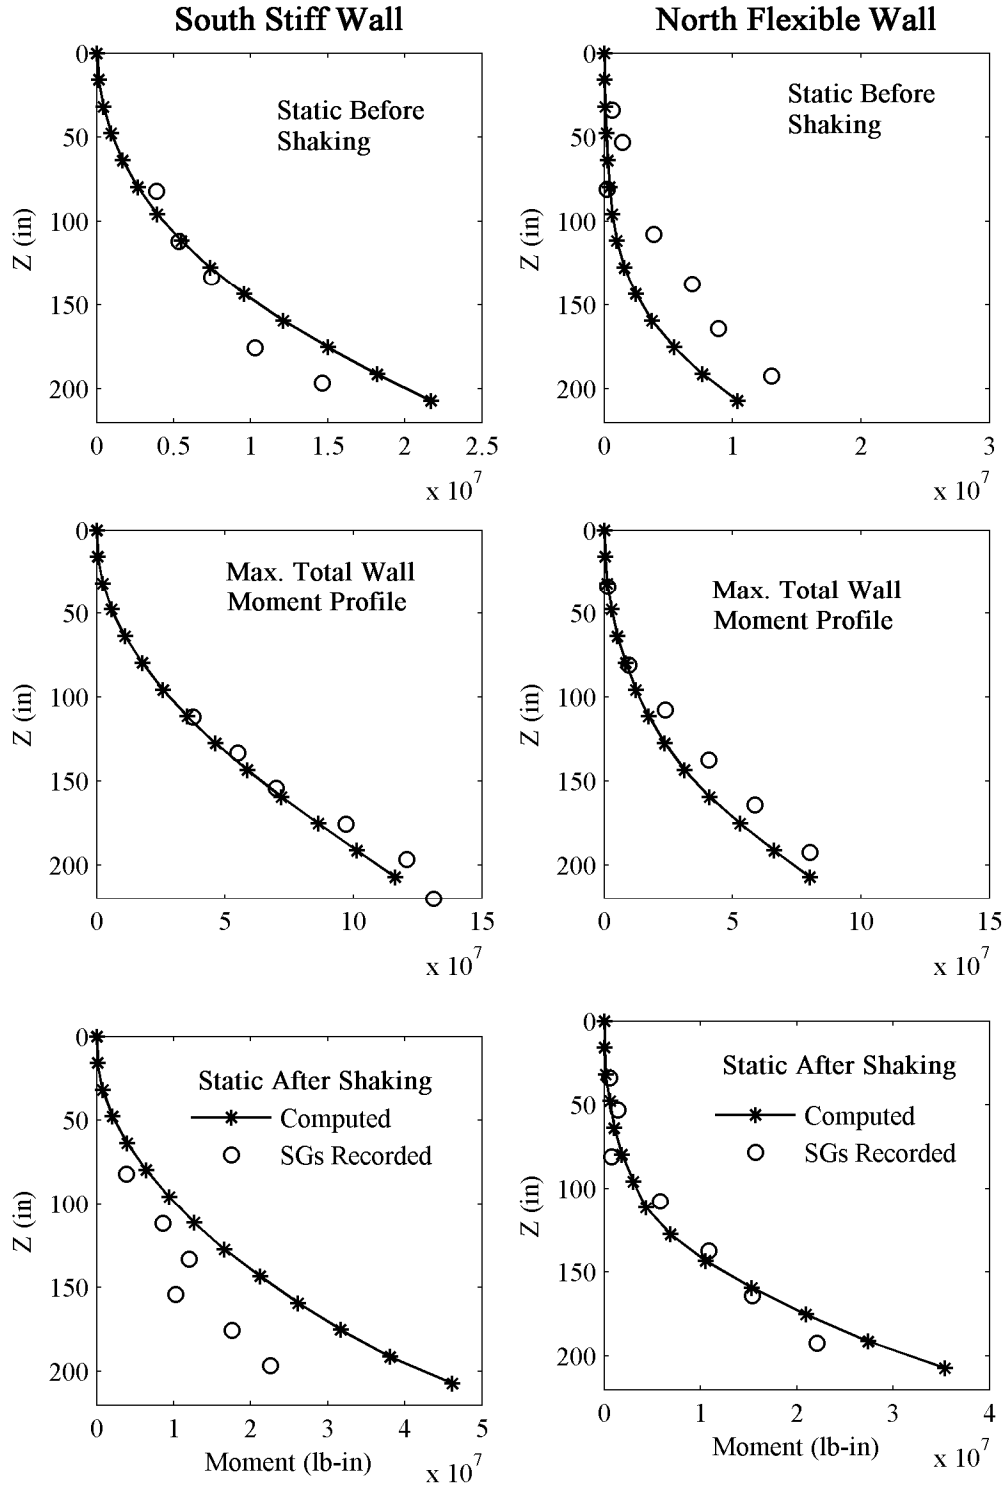 South Stiff Wall
North Flexible Wall
0
50
100
150
200
Z (in)
Static Before
Shaking
0
0.5
1
1.5
2
2.5
x 10^7
0
50
100
150
200
Z (in)
Static Before
Shaking
0
1
2
3
x 10^7
0
50
100
150
200
Z (in)
Max. Total Wall
Moment Profile
0
5
10
15
x 10^7
0
50
100
150
200
Z (in)
Max. Total Wall
Moment Profile
0
5
10
15
x 10^7
0
50
100
150
200
Z (in)
Static After Shaking
Computed
SGs Recorded
0
1
2
3
4
5
Moment (lb-in)
x 10^7
0
50
100
150
200
Z (in)
Static After Shaking
Computed
SGs Recorded
0
1
2
3
4
Moment (lb-in)
x 10^7